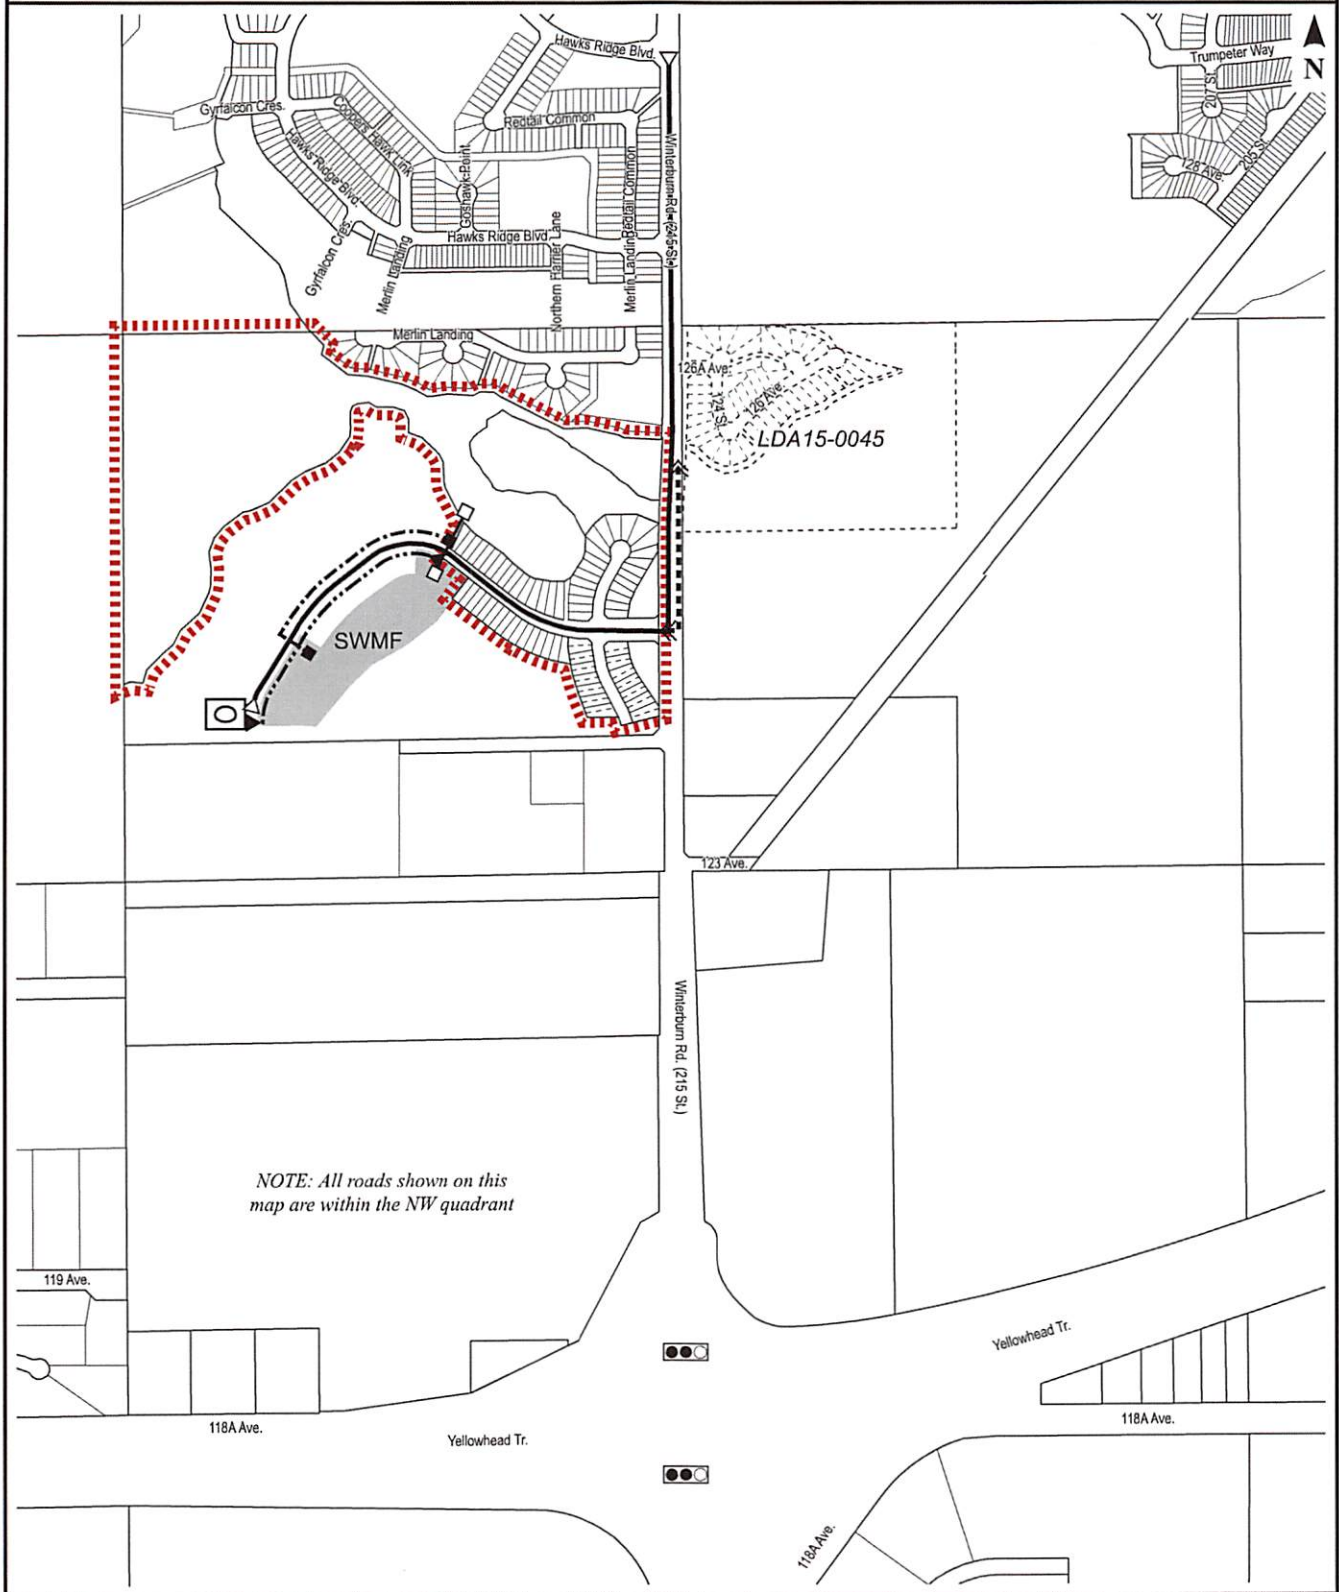 Hawks Ridge Blvd.
Trumpeter Way
N
207 St.
Gyrfalcon Cres.
Coopers Hawk Link
Redtail Common
Hawks Ridge Blvd.
Goshawk Point
Redtail Common
Winterburn Rd. (215 St.)
128 Ave.
205 St.
Gyrfalcon Cres.
Merlin Landing
Hawks Ridge Blvd
Northern Harrier Lane
Merlin Landing
Merlin Landing
126A Ave.
124 St.
126 Ave.
LDA15-0045
SWMF
O
123 Ave.
Winterburn Rd. (215 St.)
NOTE: All roads shown on this
map are within the NW quadrant
119 Ave.
Yellowhead Tr.
118A Ave.
118A Ave.
Yellowhead Tr.
118A Ave.